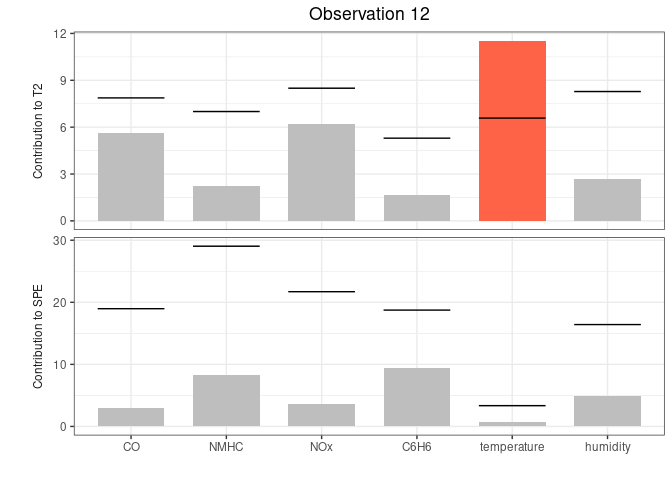 Observation 12
Contribution to T2
12
9
6
3
0
Contribution to SPE
30
20
10
0
CO NMHC NOx C6H6 temperature humidity